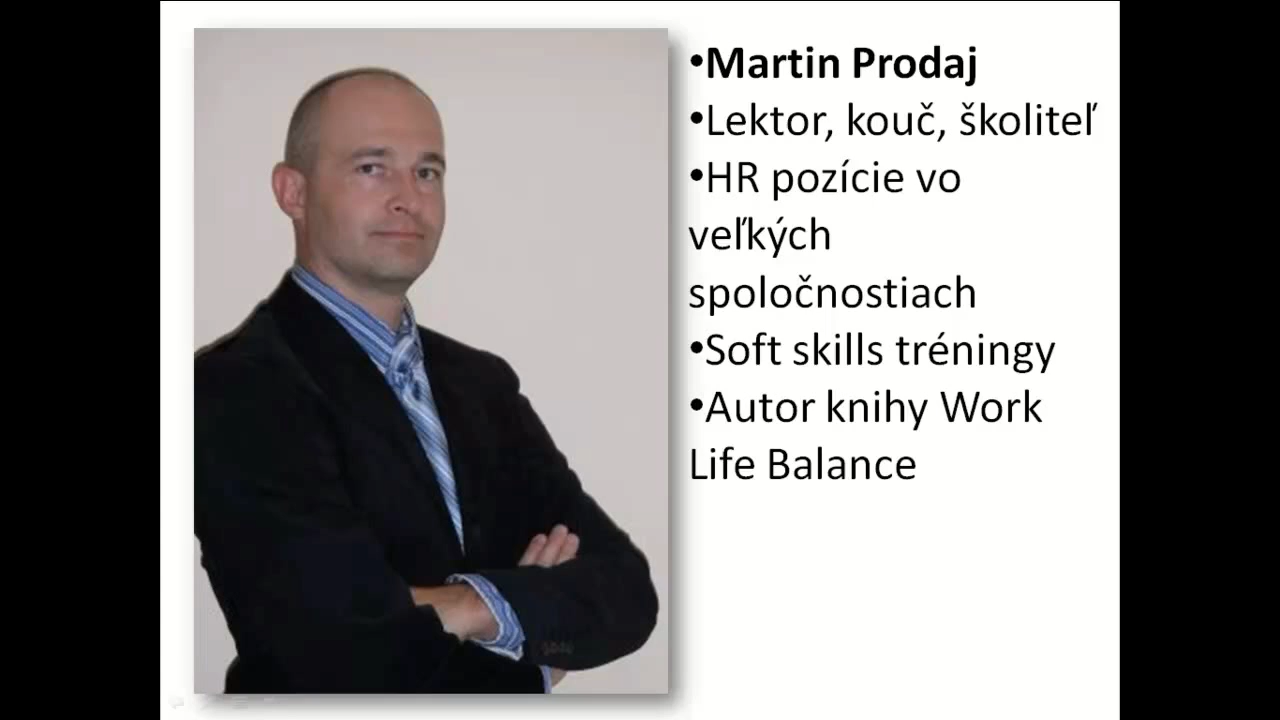 •Martin Prodaj
•Lektor, kouč, školiteľ
•HR pozície vo
veľkých
spoločnostiach
•Soft skills tréningy
•Autor knihy Work
Life Balance